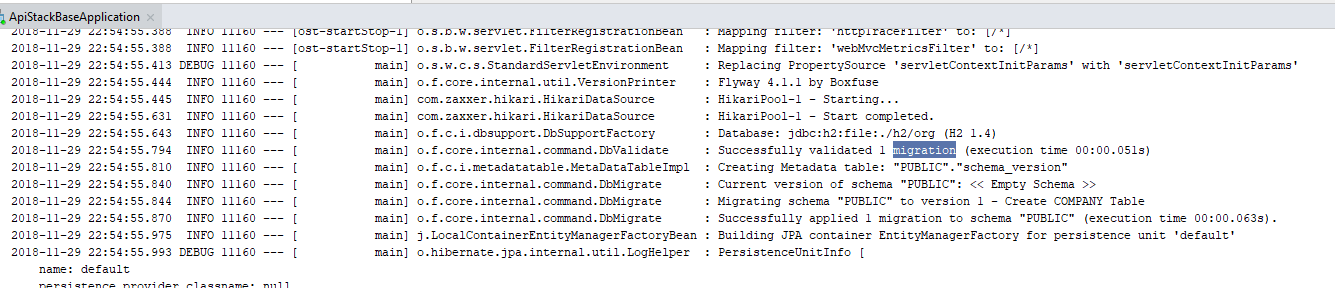 ApiStackBaseApplication
2018-11-29 22:54:55.388  INFO 11160 --- [ost-startStop-1] o.s.b.w.servlet.FilterRegistrationBean   : Mapping filter: 'httpTraceFilter' to: [/*]
2018-11-29 22:54:55.388  INFO 11160 --- [ost-startStop-1] o.s.b.w.servlet.FilterRegistrationBean   : Mapping filter: 'webMvcMetricsFilter' to: [/*]
2018-11-29 22:54:55.413 DEBUG 11160 --- [           main] o.s.w.c.s.StandardServletEnvironment     : Replacing PropertySource 'servletContextInitParams' with 'servletContextInitParams'
2018-11-29 22:54:55.444  INFO 11160 --- [           main] o.f.core.internal.util.VersionPrinter    : Flyway 4.1.1 by Boxfuse
2018-11-29 22:54:55.445  INFO 11160 --- [           main] com.zaxxer.hikari.HikariDataSource       : HikariPool-1 - Starting...
2018-11-29 22:54:55.631  INFO 11160 --- [           main] com.zaxxer.hikari.HikariDataSource       : HikariPool-1 - Start completed.
2018-11-29 22:54:55.643  INFO 11160 --- [           main] o.f.c.i.dbsupport.DbSupportFactory       : Database: jdbc:h2:file:./h2/org (H2 1.4)
2018-11-29 22:54:55.794  INFO 11160 --- [           main] o.f.core.internal.command.DbValidate     : Successfully validated 1 migration (execution time 00:00.051s)
2018-11-29 22:54:55.810  INFO 11160 --- [           main] o.f.c.i.metadatatable.MetaDataTableImpl  : Creating Metadata table: "PUBLIC"."schema_version"
2018-11-29 22:54:55.840  INFO 11160 --- [           main] o.f.core.internal.command.DbMigrate      : Current version of schema "PUBLIC": << Empty Schema >>
2018-11-29 22:54:55.844  INFO 11160 --- [           main] o.f.core.internal.command.DbMigrate      : Migrating schema "PUBLIC" to version 1 - Create COMPANY Table
2018-11-29 22:54:55.870  INFO 11160 --- [           main] o.f.core.internal.command.DbMigrate      : Successfully applied 1 migration to schema "PUBLIC" (execution time 00:00.063s).
2018-11-29 22:54:55.975  INFO 11160 --- [           main] j.LocalContainerEntityManagerFactoryBean : Building JPA container EntityManagerFactory for persistence unit 'default'
2018-11-29 22:54:55.993 DEBUG 11160 --- [           main] o.hibernate.jpa.internal.util.LogHelper  : PersistenceUnitInfo [
name: default
persistence provider classname: null